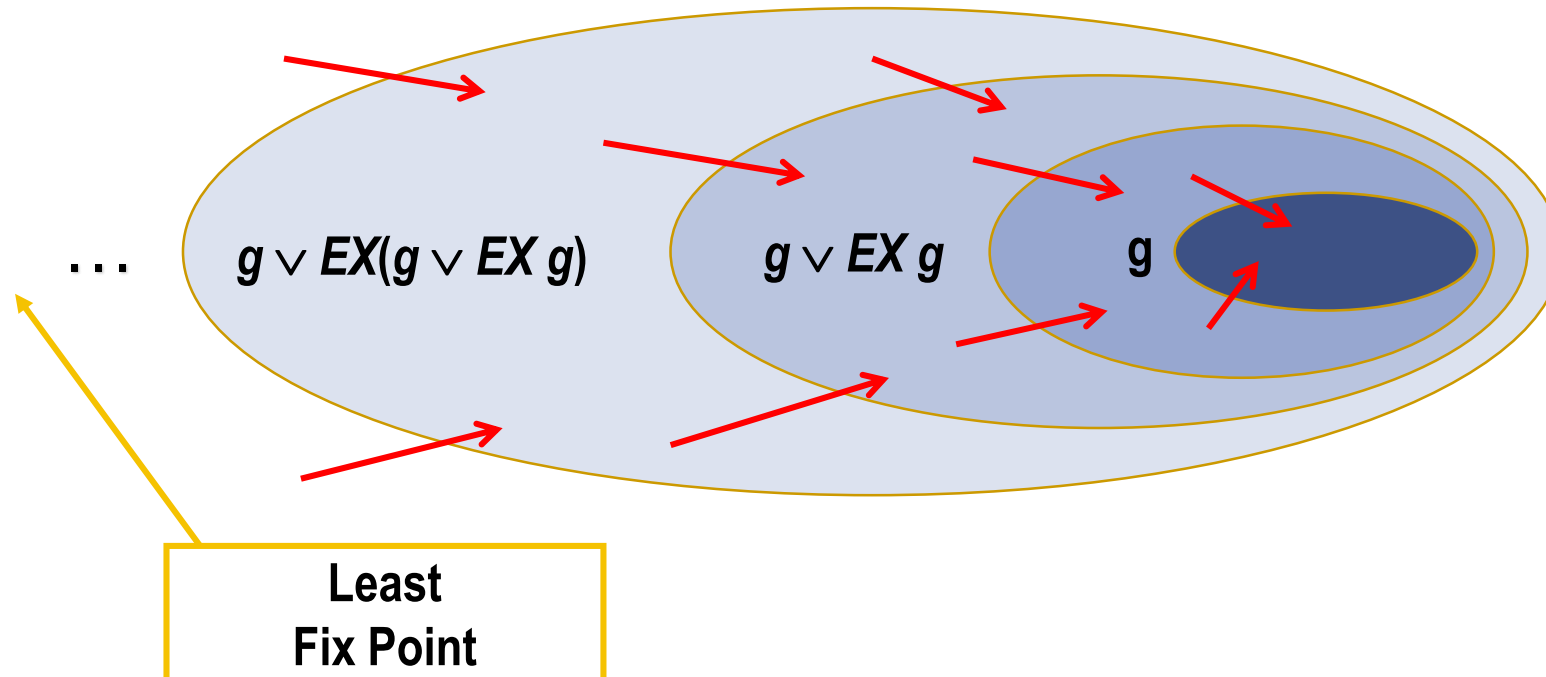 ... g ∨ EX(g ∨ EX g) g ∨ EX g g
Least
Fix Point